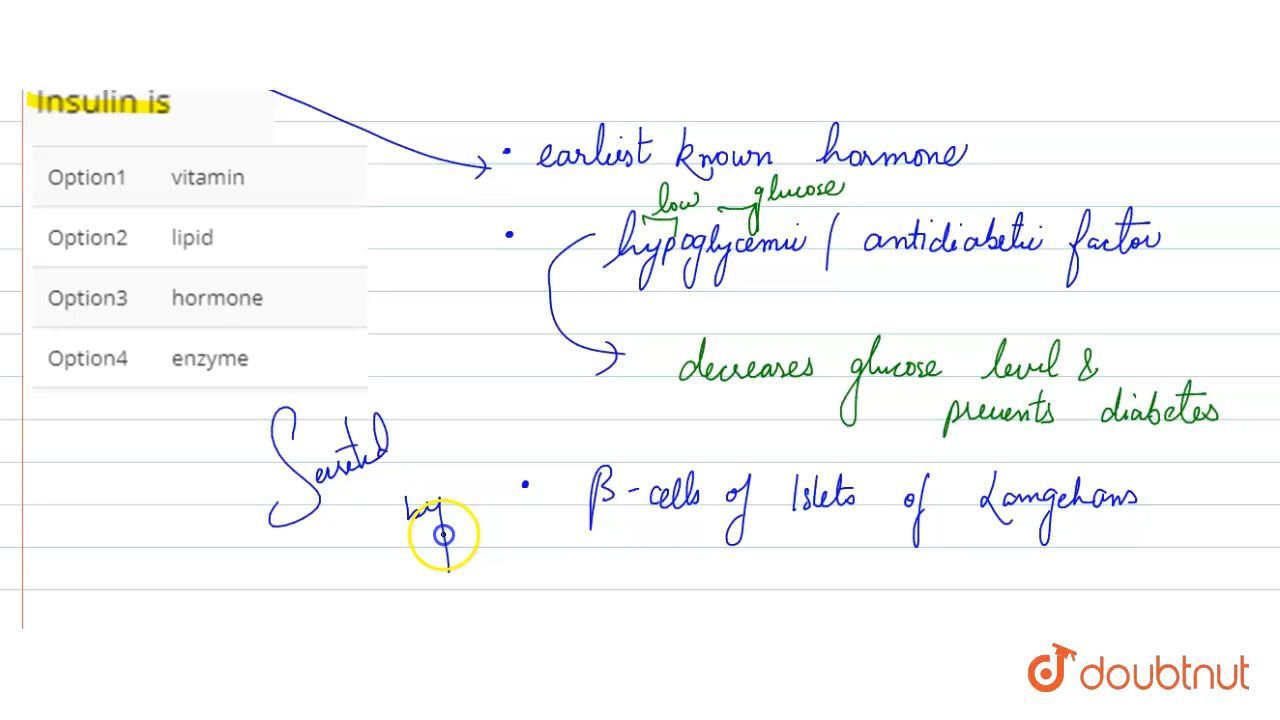 Insulin is
Option1 vitamin
Option2 lipid
Option3 hormone
Option4 enzyme
• earliest known hormone
low glucose
• hypoglycemic / antidiabetic factor
decreases glucose level &
prevents diabetes
Secreted
by
• β-cells of Islets of Langehans
doubtnut